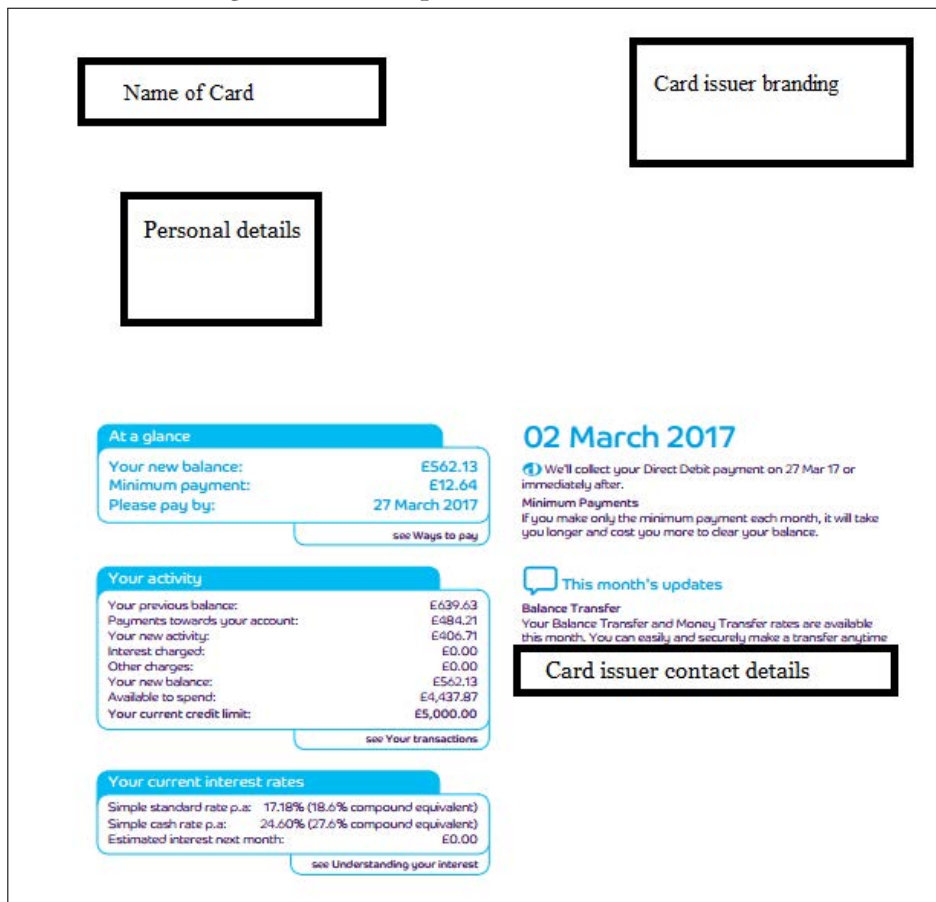 Name of Card
Card issuer branding
Personal details
At a glance
Your new balance: £562.13
Minimum payment: £12.64
Please pay by: 27 March 2017
see Ways to pay
Your activity
Your previous balance: £639.63
Payments towards your account: £484.21
Your new activity: £406.71
Interest charged: £0.00
Other charges: £0.00
Your new balance: £562.13
Available to spend: £4,437.87
Your current credit limit: £5,000.00
see Your transactions
Your current interest rates
Simple standard rate p.a: 17.18% (18.6% compound equivalent)
Simple cash rate p.a: 24.60% (27.6% compound equivalent)
Estimated interest next month: £0.00
see Understanding your interest
02 March 2017
We'll collect your Direct Debit payment on 27 Mar 17 or
immediately after.
Minimum Payments
If you make only the minimum payment each month, it will take
you longer and cost you more to clear your balance.
This month's updates
Balance Transfer
Your Balance Transfer and Money Transfer rates are available
this month. You can easily and securely make a transfer anytime
Card issuer contact details